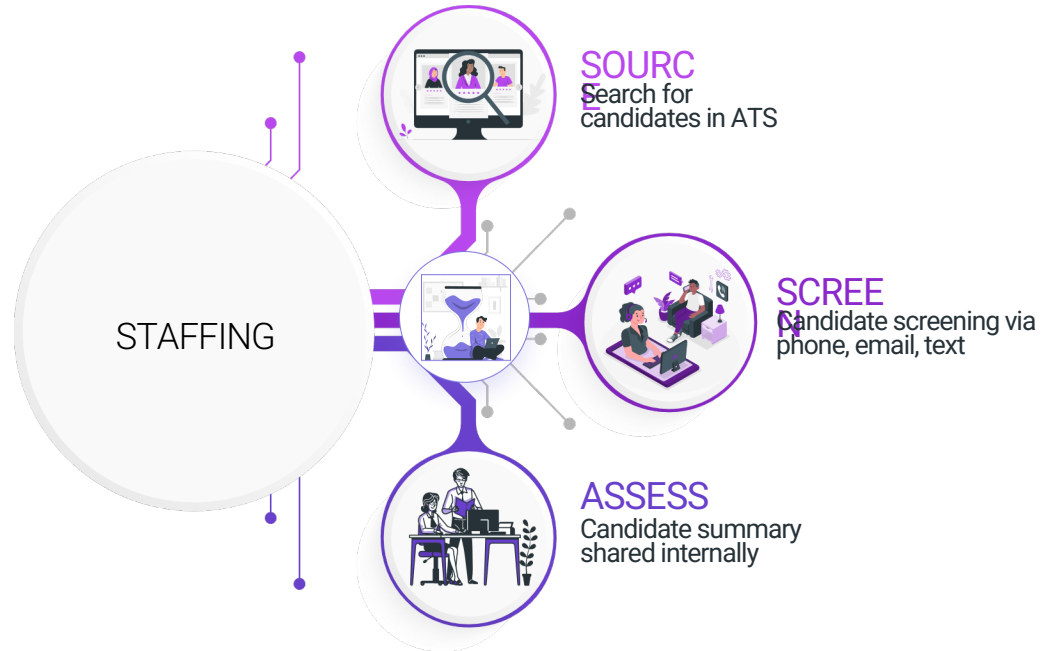 SOURC
E
Search for
candidates in ATS
STAFFING
SCREE
N
Candidate screening via
phone, email, text
ASSESS
Candidate summary
shared internally